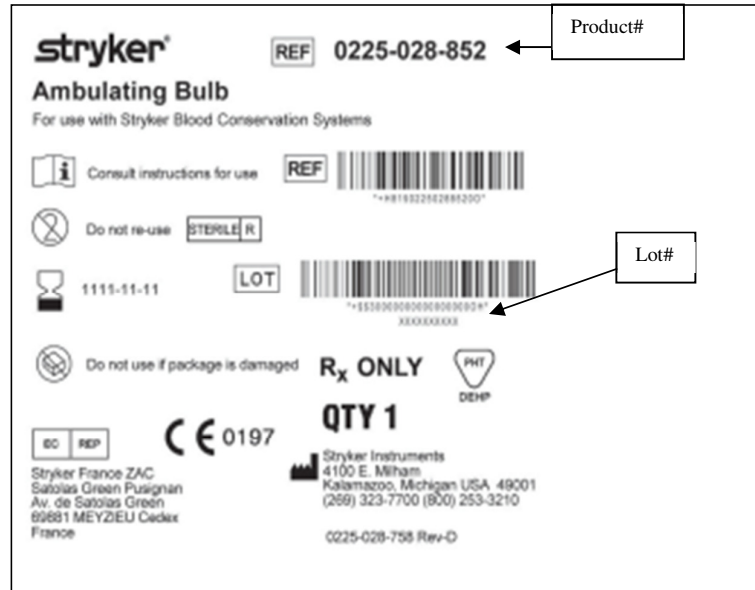 Product#
stryker®
REF 0225-028-852
Ambulating Bulb
For use with Stryker Blood Conservation Systems
Consult instructions for use
REF
2
Do not re-use
STERILE R
Lot#
1111-11-11
LOT
XXXXXXXXXX
Do not use if package is damaged
Rx ONLY
PHT
DEHP
QTY 1
EC REP
CE 0197
Stryker France ZAC
Satolas Green Pusignan
Av. de Satolas Green
69881 MEYZIEU Cedex
France
Stryker Instruments
4100 E. Milham
Kalamazoo, Michigan USA 49001
(269) 323-7700 (800) 253-3210
0225-028-758 Rev-D